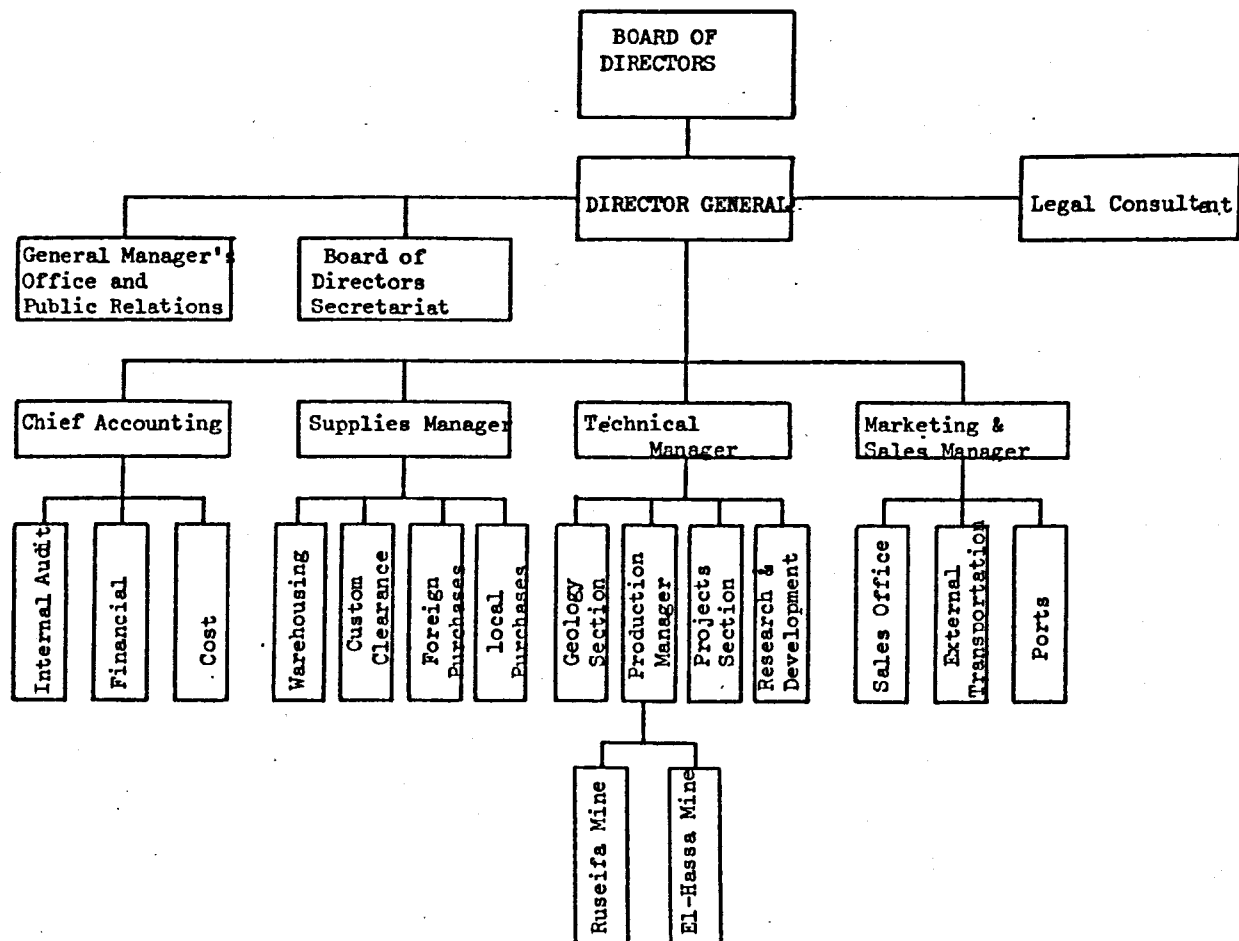 BOARD OF
DIRECTORS
DIRECTOR GENERAL
Legal Consultant
General Manager's
Office and
Public Relations
Board of
Directors
Secretariat
Chief Accounting
Supplies Manager
Technical
Manager
Marketing &
Sales Manager
Internal Audit
Financial
Cost
Warehousing
Custom
Clearance
Foreign
Purchases
local
Purchases
Geology
Section
Production
Manager
Projects
Section
Research &
Development
Sales Office
External
Transportation
Ports
Ruseifa Mine
El-Hassa Mine